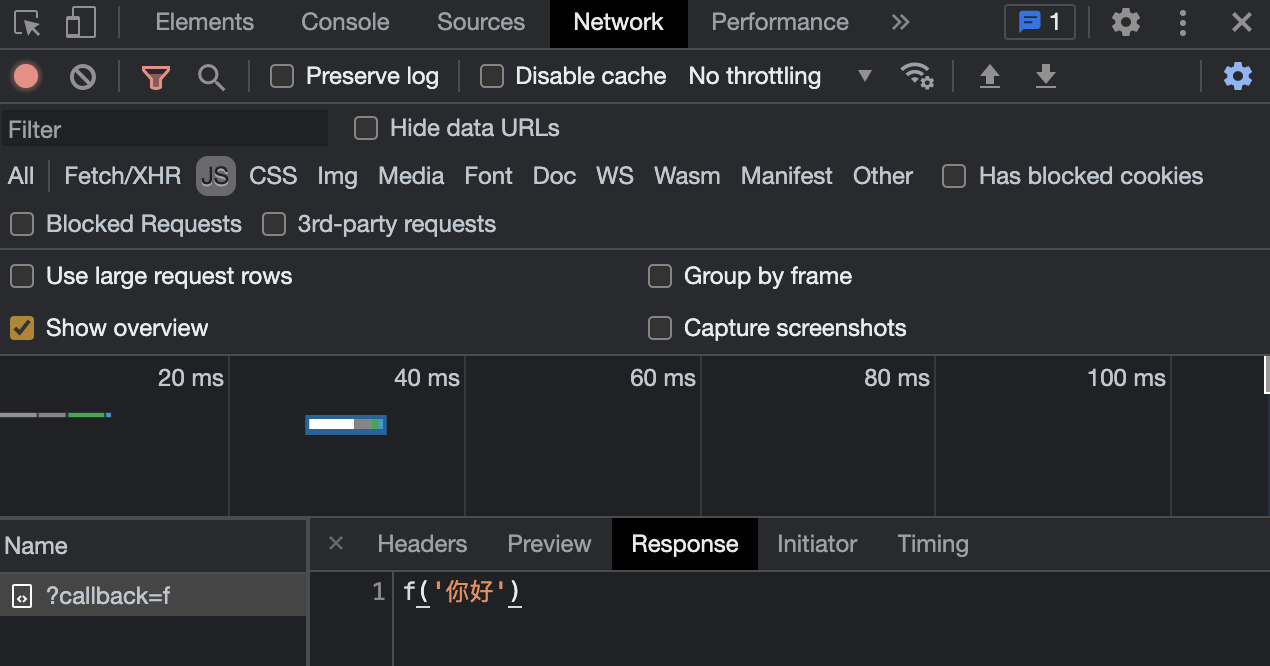 Elements Console Sources Network Performance 1
Preserve log Disable cache No throttling
Filter Hide data URLs
All Fetch/XHR JS CSS Img Media Font Doc WS Wasm Manifest Other Has blocked cookies
Blocked Requests 3rd-party requests
Use large request rows Group by frame
Show overview Capture screenshots
20 ms 40 ms 60 ms 80 ms 100 ms
Name Headers Preview Response Initiator Timing
?callback=f 1 f('你好')